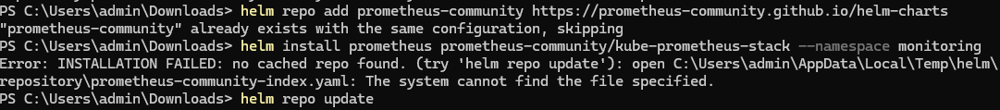 PS C:\Users\admin\Downloads> helm repo add prometheus-community https://prometheus-community.github.io/helm-charts
"prometheus-community" already exists with the same configuration, skipping
PS C:\Users\admin\Downloads> helm install prometheus prometheus-community/kube-prometheus-stack --namespace monitoring
Error: INSTALLATION FAILED: no cached repo found. (try 'helm repo update'): open C:\Users\admin\AppData\Local\Temp\helm\
repository\prometheus-community-index.yaml: The system cannot find the file specified.
PS C:\Users\admin\Downloads> helm repo update